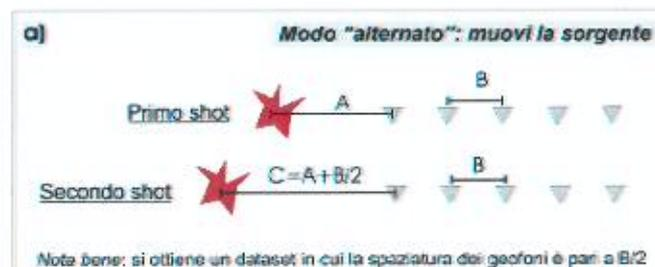 a)
Modo "alternato": muovi la sorgente
B
Primo shot
A
B
Secondo shot
C=A+B/2
Note bene: si ottiene un dataset in cui la spaziatura dei geofoni è pari a B/2